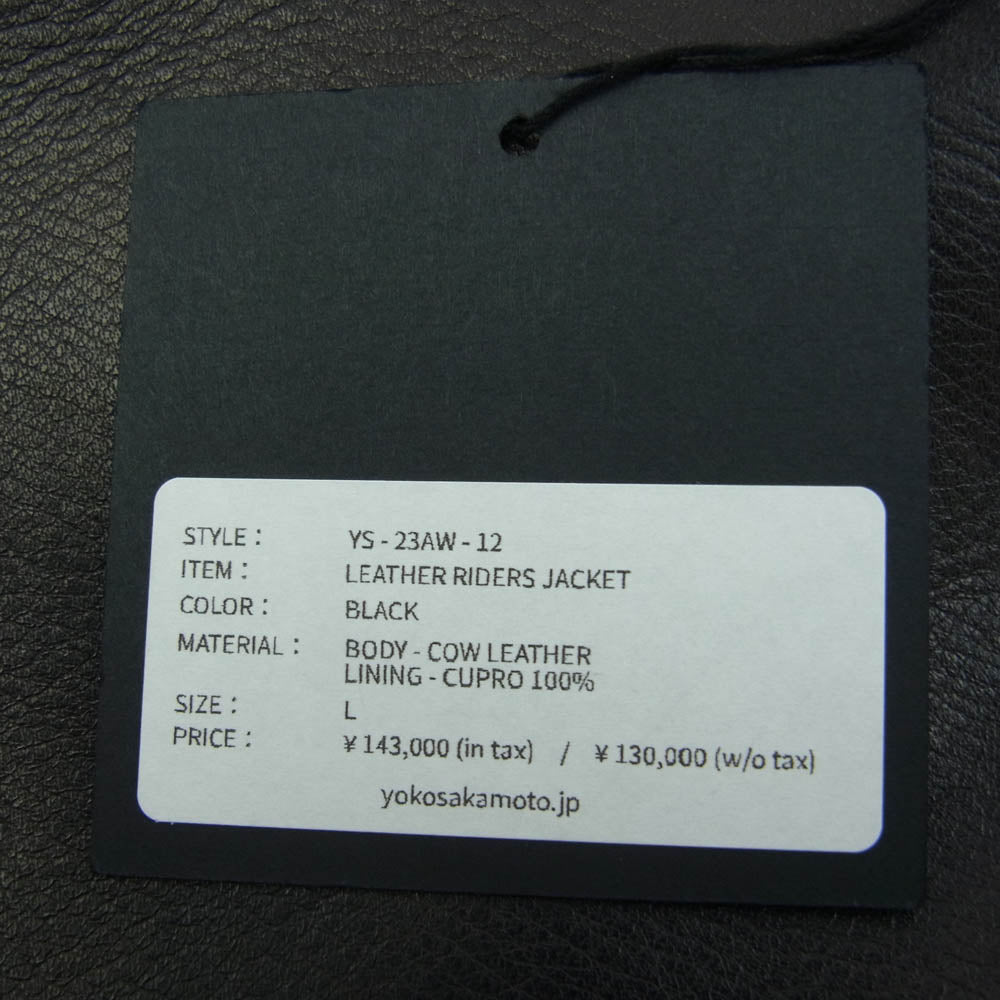 STYLE : YS - 23AW - 12
ITEM : LEATHER RIDERS JACKET
COLOR : BLACK
MATERIAL : BODY - COW LEATHER
LINING - CUPRO 100%
SIZE : L
PRICE : ¥ 143,000 (in tax) / ¥ 130,000 (w/o tax)
yokosakamoto.jp